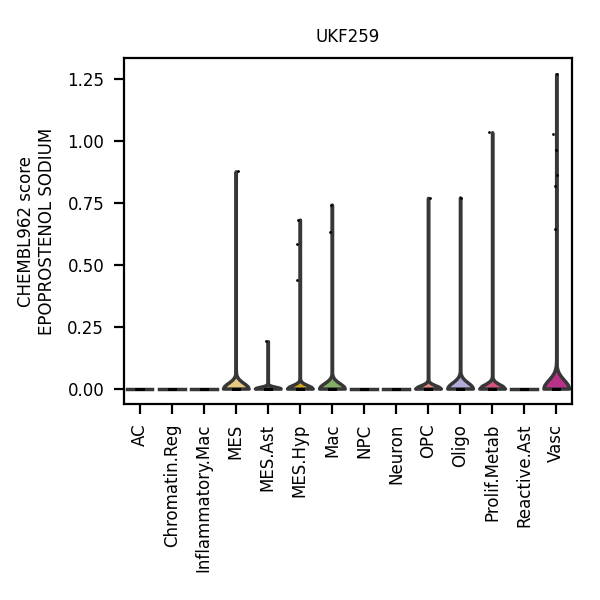 UKF259
CHEMBL962 score
EPOPROSTENOL SODIUM
1.25
1.00
0.75
0.50
0.25
0.00
AC
Chromatin.Reg
Inflammatory.Mac
MES
MES.Ast
MES.Hyp
Mac
NPC
Neuron
OPC
Oligo
Prolif.Metab
Reactive.Ast
Vasc